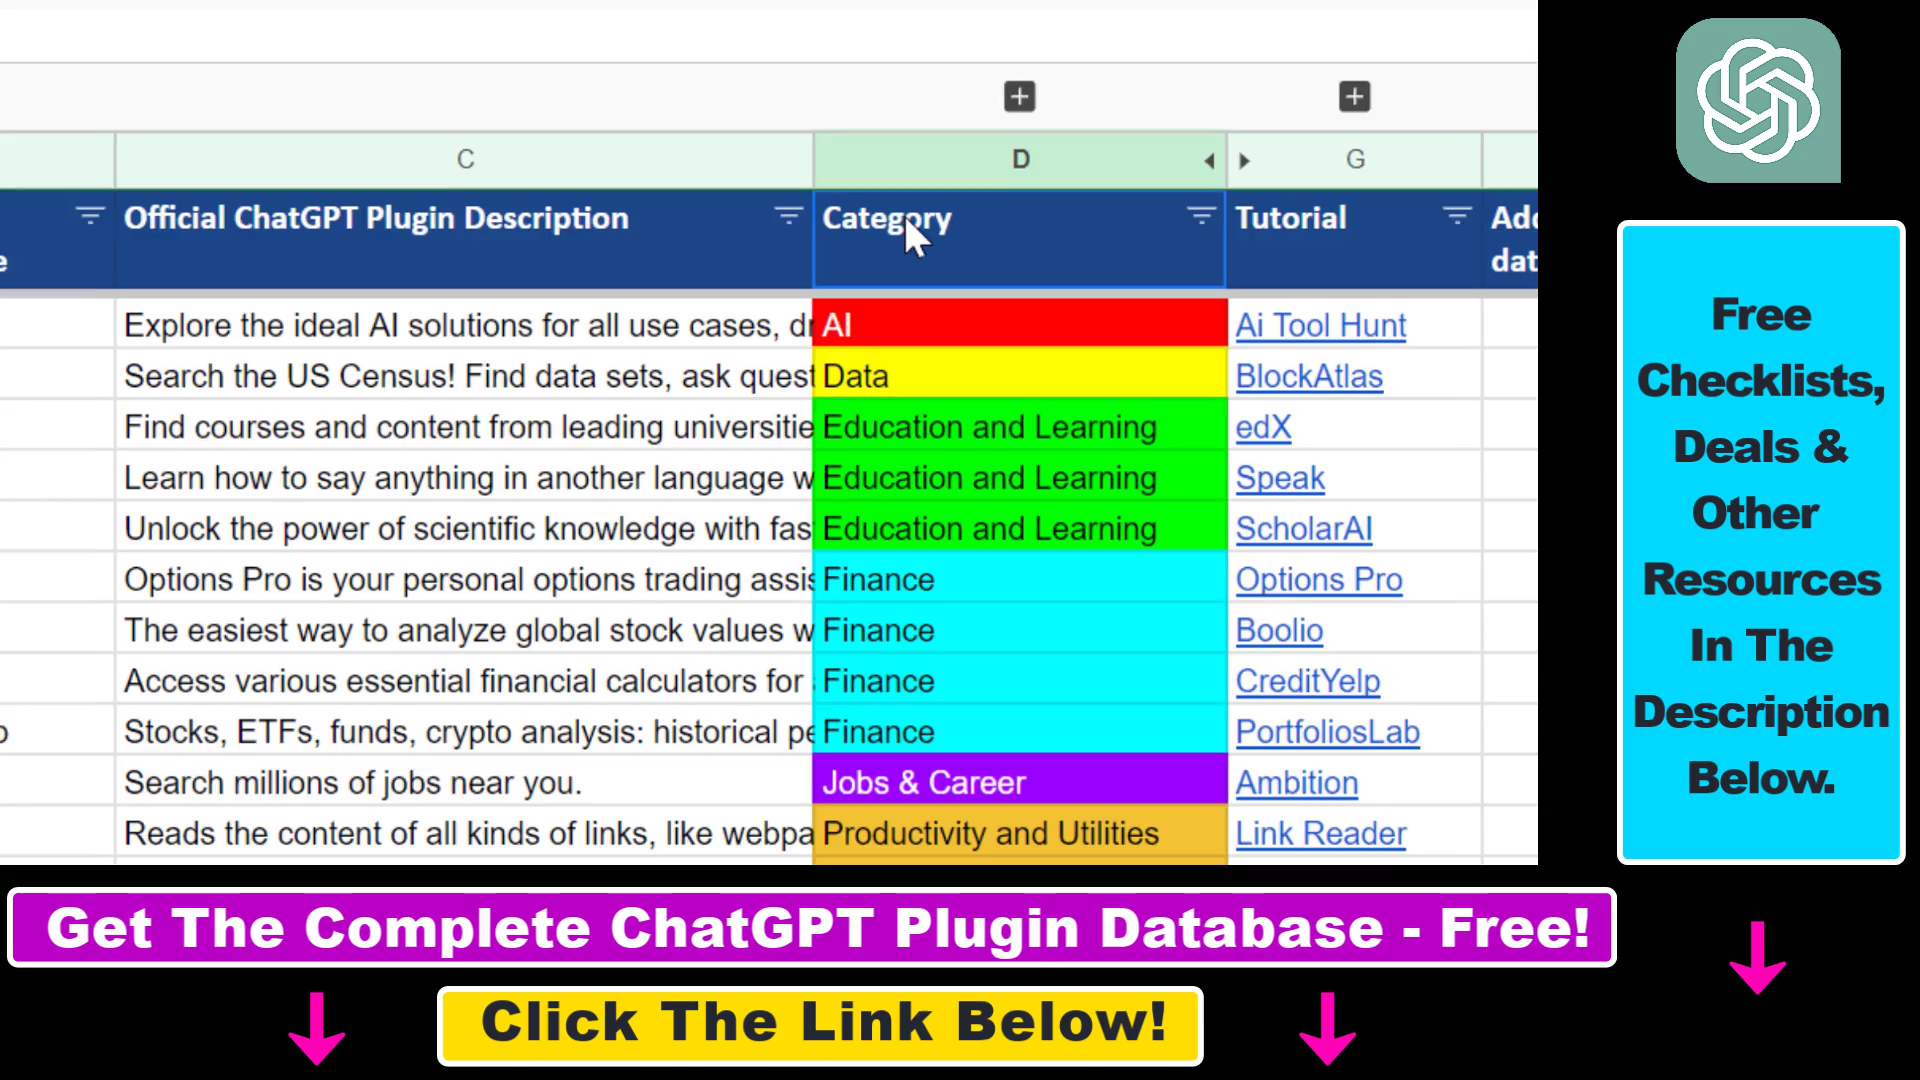 C D G
Official ChatGPT Plugin Description Category Tutorial Add
e dat
Explore the ideal AI solutions for all use cases, dr AI Ai Tool Hunt
Search the US Census! Find data sets, ask quest Data BlockAtlas
Find courses and content from leading universitie Education and Learning edX
Learn how to say anything in another language w Education and Learning Speak
Unlock the power of scientific knowledge with fas Education and Learning ScholarAI
Options Pro is your personal options trading assis Finance Options Pro
The easiest way to analyze global stock values w Finance Boolio
Access various essential financial calculators for Finance CreditYelp
Stocks, ETFs, funds, crypto analysis: historical pe Finance PortfoliosLab
Search millions of jobs near you. Jobs & Career Ambition
Reads the content of all kinds of links, like webpa Productivity and Utilities Link Reader
Free
Checklists,
Deals &
Other
Resources
In The
Description
Below.
Get The Complete ChatGPT Plugin Database - Free!
Click The Link Below!